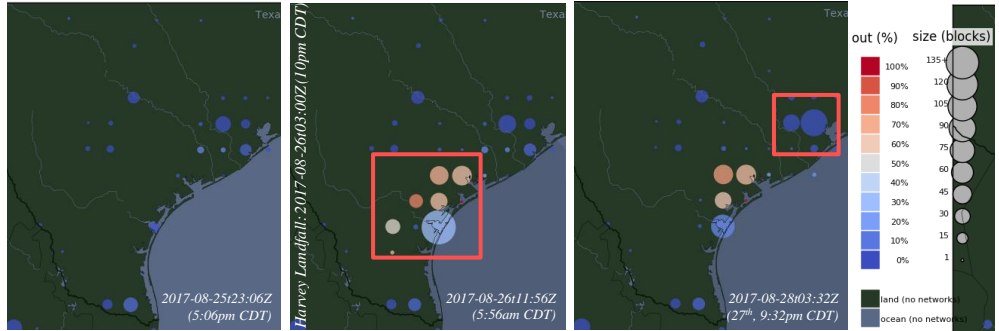 Texa
2017-08-25t23:06Z
(5:06pm CDT)
Harvey Landfall: 2017-08-26t03:00Z(10pm CDT)
Texa
2017-08-26t11:56Z
(5:56am CDT)
Texa
2017-08-28t03:32Z
(27th, 9:32pm CDT)
out (%)
100%
90%
80%
70%
60%
50%
40%
30%
20%
10%
0%
size (blocks)
135+
120
105
90
75
60
45
30
15
1
land (no networks)
ocean (no networks)